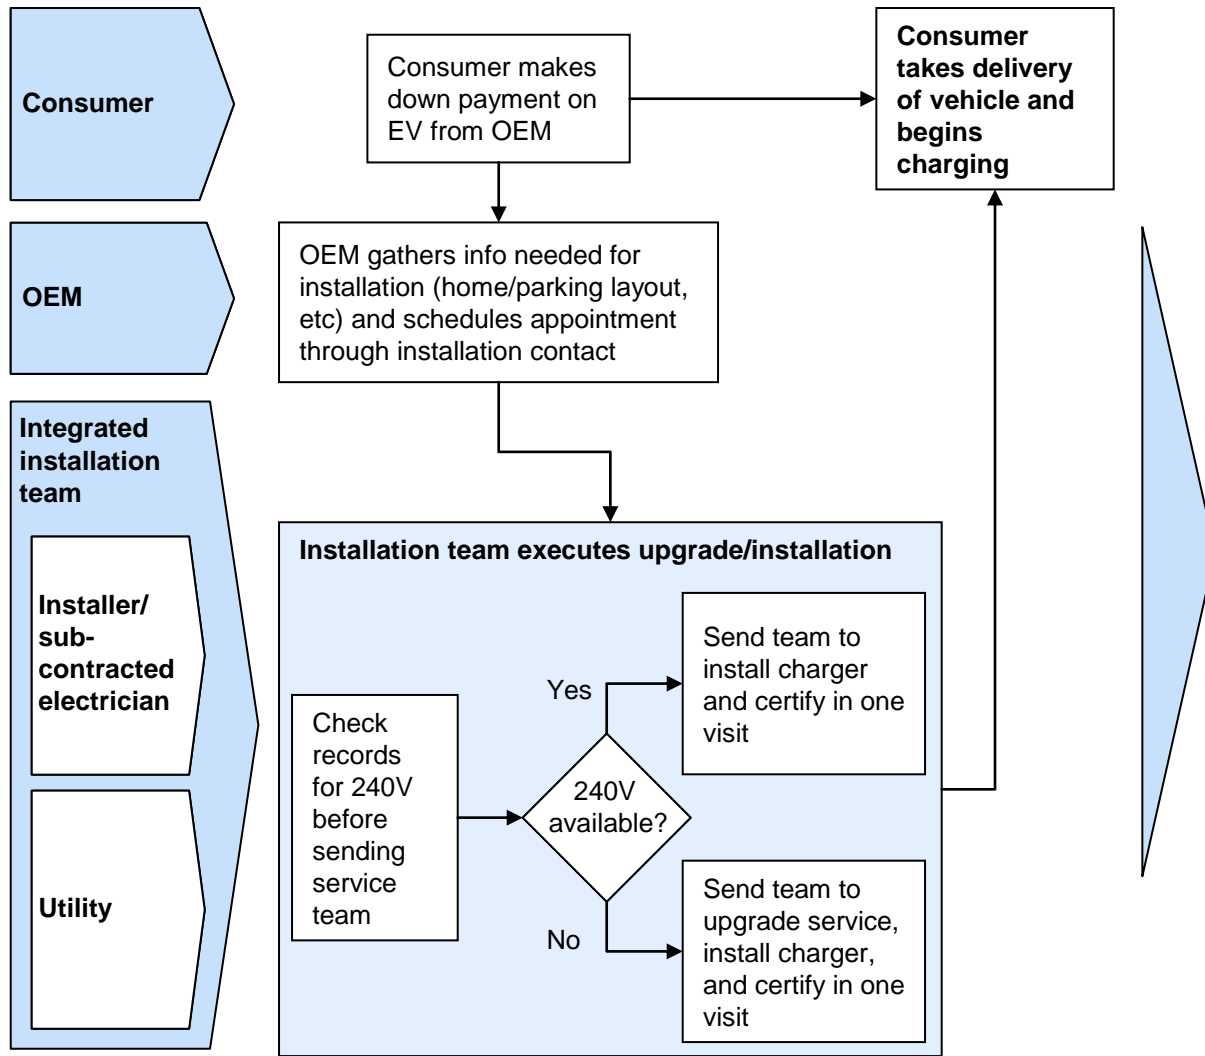 Consumer
Consumer makes
down payment on
EV from OEM
Consumer
takes delivery
of vehicle and
begins
charging
OEM
OEM gathers info needed for
installation (home/parking layout,
etc) and schedules appointment
through installation contact
Integrated
installation
team
Installer/
sub-
contracted
electrician
Utility
Installation team executes upgrade/installation
Check
records
for 240V
before
sending
service
team
240V
available?
Yes
Send team to
install charger
and certify in one
visit
No
Send team to
upgrade service,
install charger,
and certify in one
visit